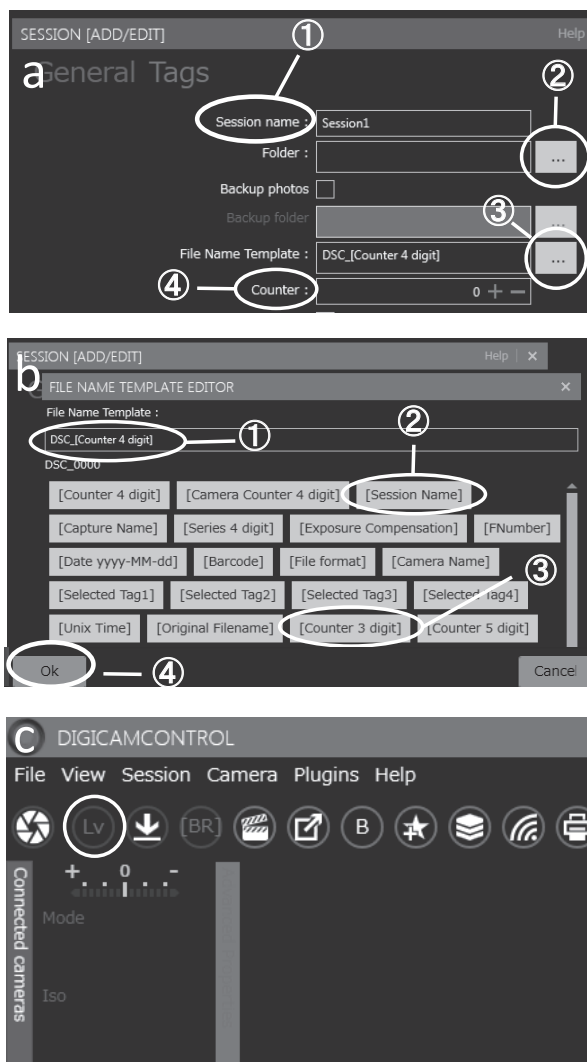 SESSION [ADD/EDIT] ① Help
a General Tags ②
Session name : Session1
Folder : ...
Backup photos
Backup folder ③ ...
File Name Template : DSC_[Counter 4 digit] ...
④ Counter : 0 + −
SESSION [ADD/EDIT] Help | ×
b FILE NAME TEMPLATE EDITOR ×
File Name Template :
DSC_[Counter 4 digit] ① ②
DSC_0000
[Counter 4 digit] [Camera Counter 4 digit] [Session Name]
[Capture Name] [Series 4 digit] [Exposure Compensation] [FNumber]
[Date yyyy-MM-dd] [Barcode] [File format] [Camera Name] ③
[Selected Tag1] [Selected Tag2] [Selected Tag3] [Selected Tag4]
[Unix Time] [Original Filename] [Counter 3 digit] [Counter 5 digit]
Ok ④ Cancel
c DIGICAMCONTROL
File View Session Camera Plugins Help
Lv [BR] B
+ 0 -
Connected cameras
Mode
Iso